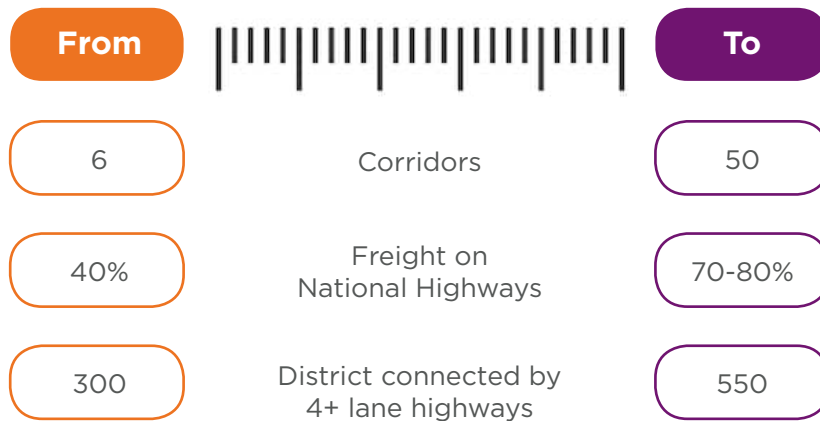 From
To
6
Corridors
50
40%
Freight on
National Highways
70-80%
300
District connected by
4+ lane highways
550